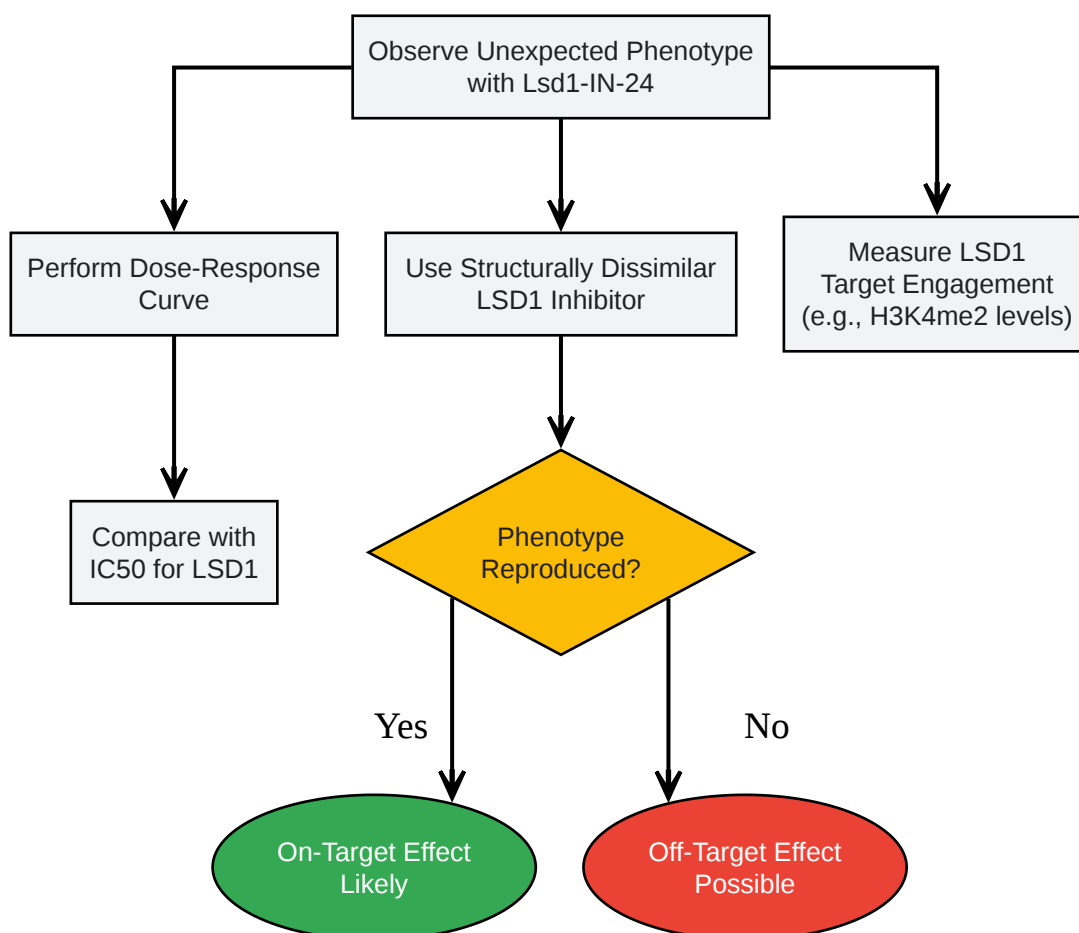 Observe Unexpected Phenotype
with Lsd1-IN-24
Perform Dose-Response
Curve
Use Structurally Dissimilar
LSD1 Inhibitor
Measure LSD1
Target Engagement
(e.g., H3K4me2 levels)
Compare with
IC50 for LSD1
Phenotype
Reproduced?
Yes
No
On-Target Effect
Likely
Off-Target Effect
Possible